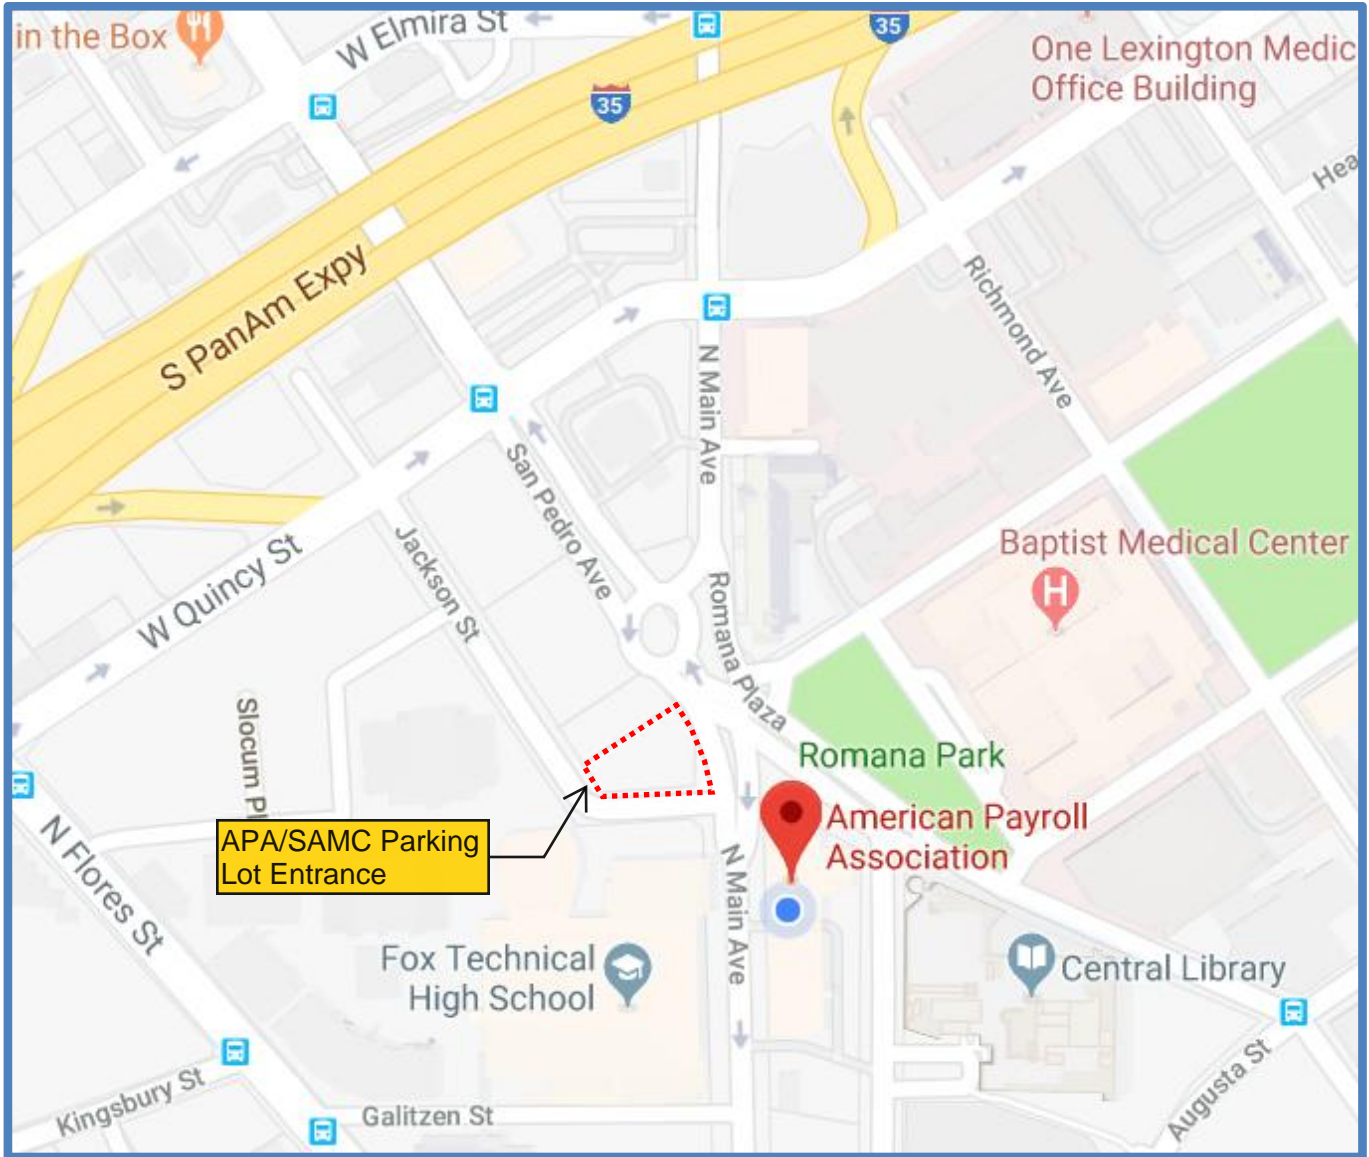 in the Box
W Elmira St
35
35
One Lexington Medic
Office Building
Hea
S PanAm Expy
Richmond Ave
N Main Ave
San Pedro Ave
Jackson St
W Quincy St
Baptist Medical Center
H
Romana Plaza
Slocum Pl
Romana Park
American Payroll
Association
APA/SAMC Parking
Lot Entrance
N Flores St
N Main Ave
Fox Technical
High School
Central Library
Kingsbury St
Galitzen St
Augusta St